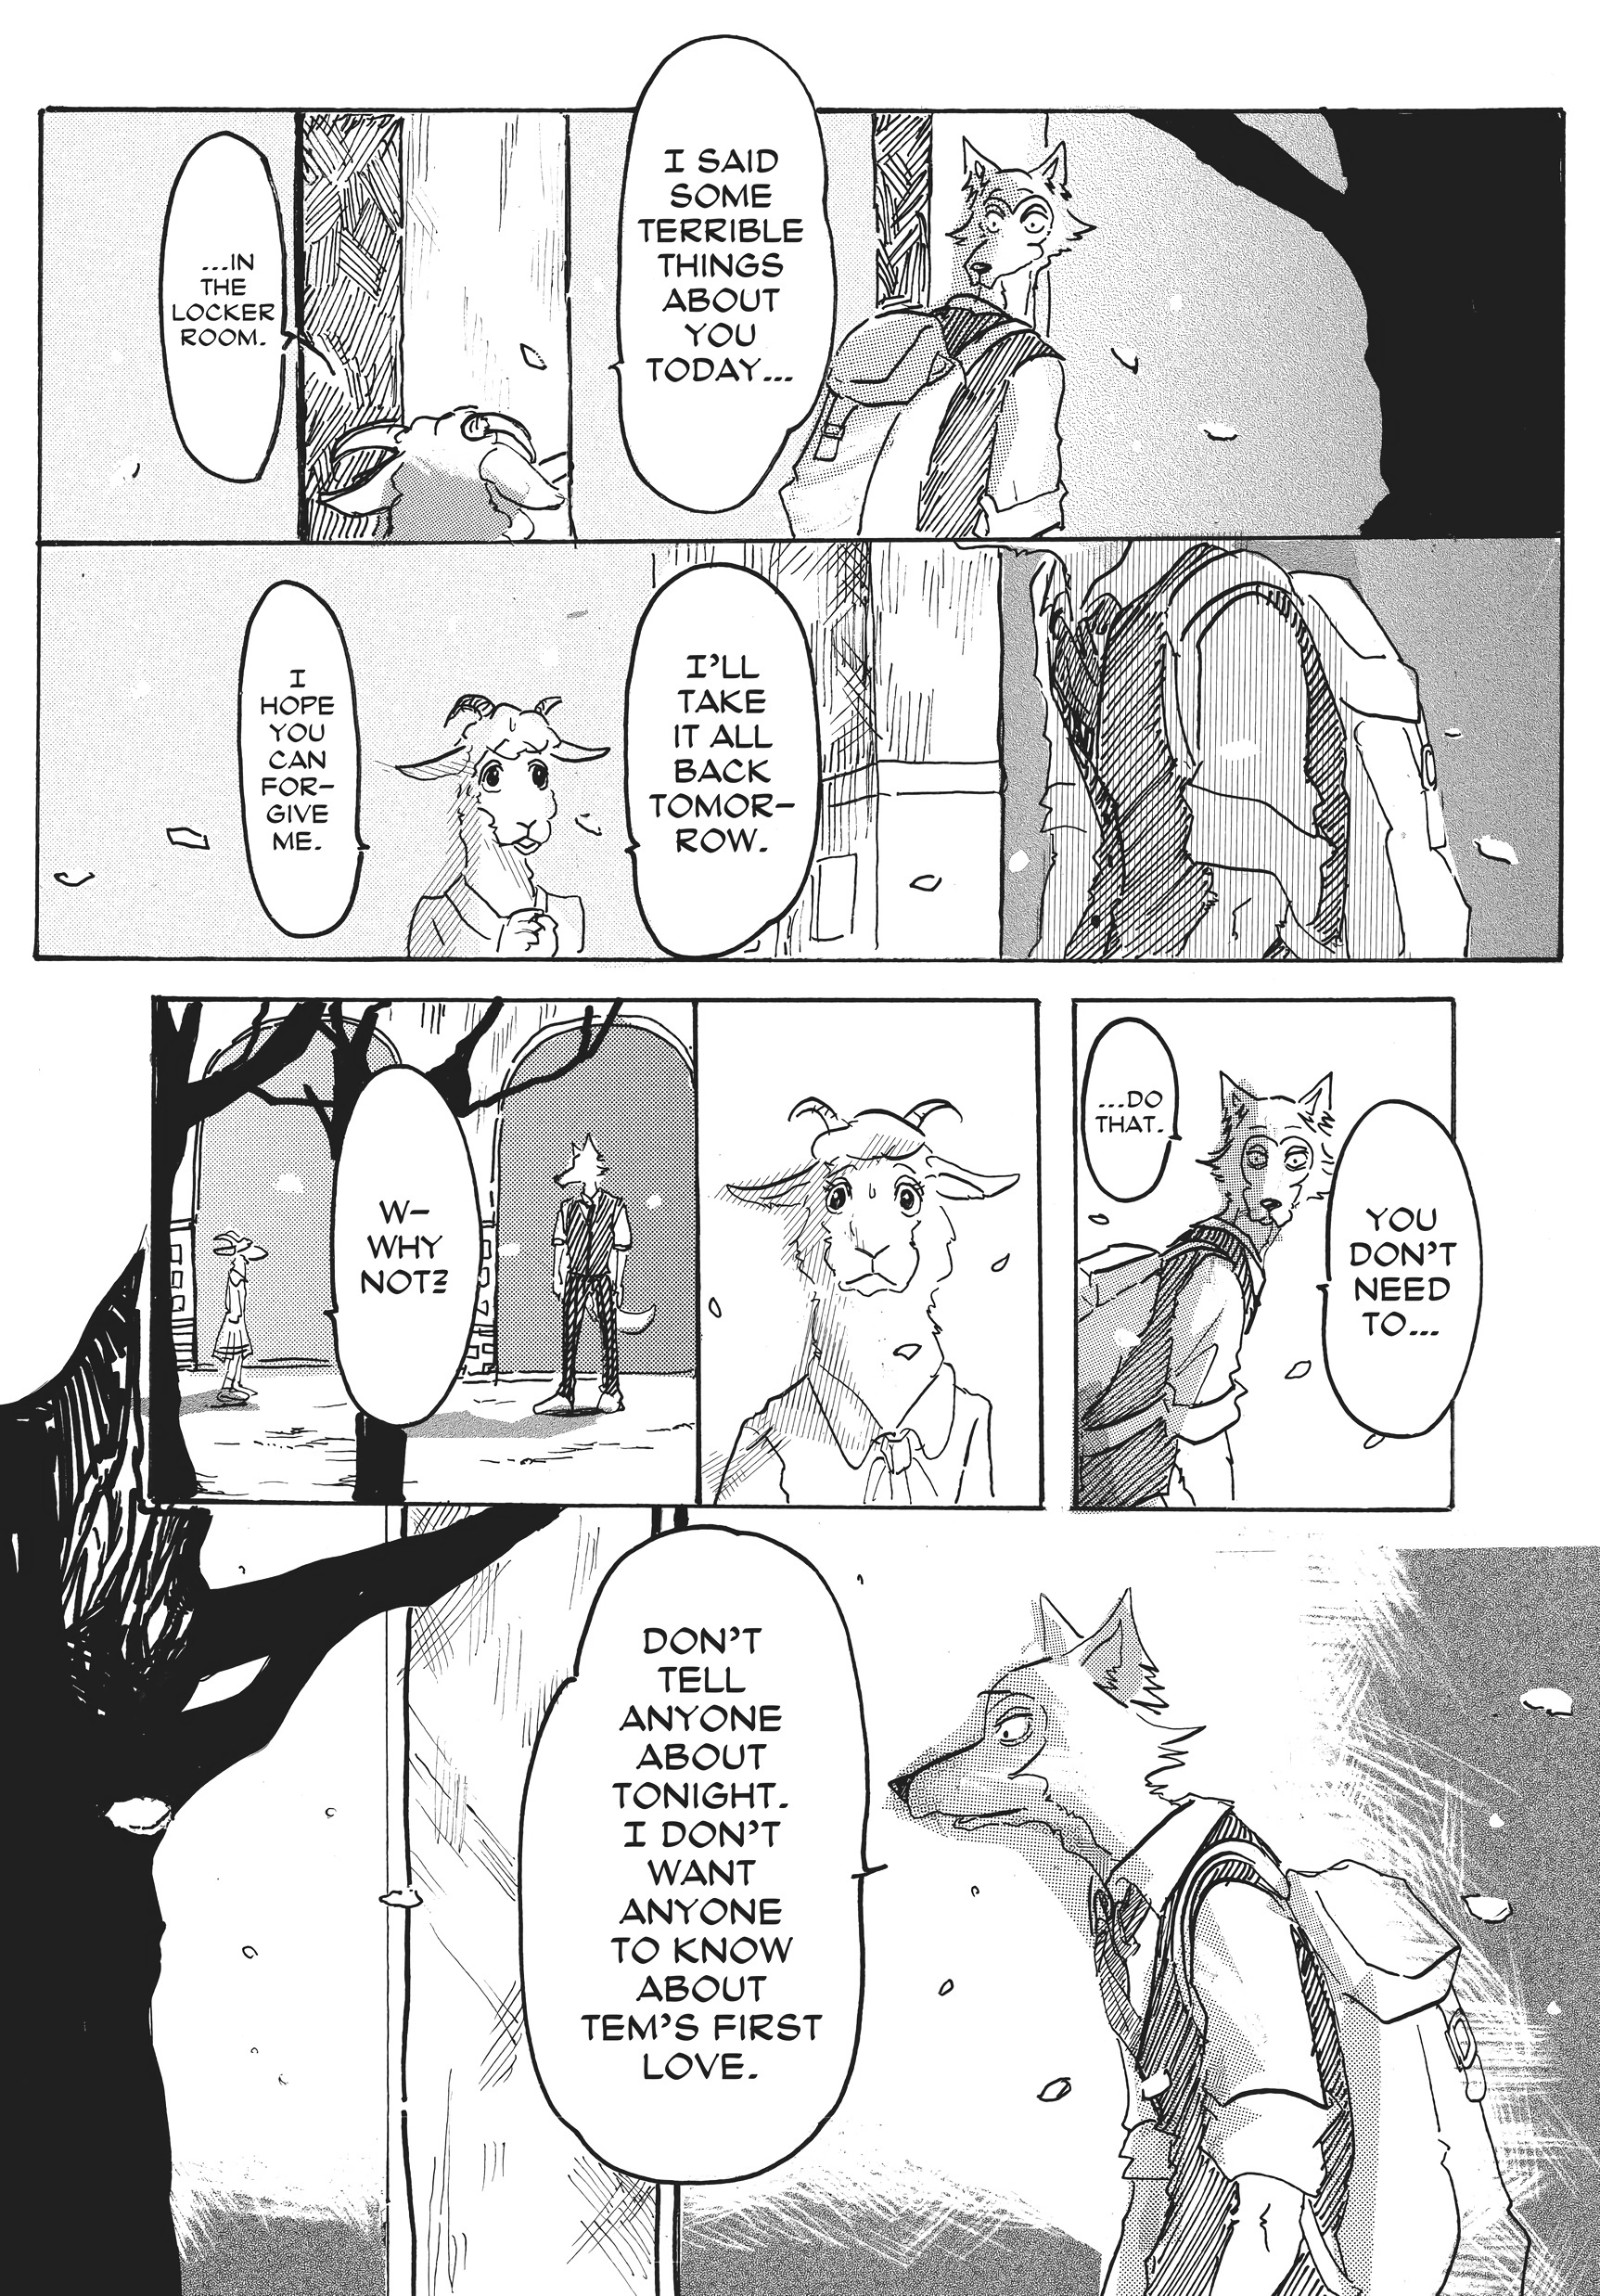 I SAID
SOME
TERRIBLE
THINGS
ABOUT
YOU
TODAY...
...IN
THE
LOCKER
ROOM.
I'LL
TAKE
IT ALL
BACK
TOMOR-
ROW.
I
HOPE
YOU
CAN
FOR-
GIVE
ME.
YOU
DON'T
NEED
TO...
...DO
THAT.
W-
WHY
NOT?
DON'T
TELL
ANYONE
ABOUT
TONIGHT.
I DON'T
WANT
ANYONE
TO KNOW
ABOUT
TEM'S FIRST
LOVE.